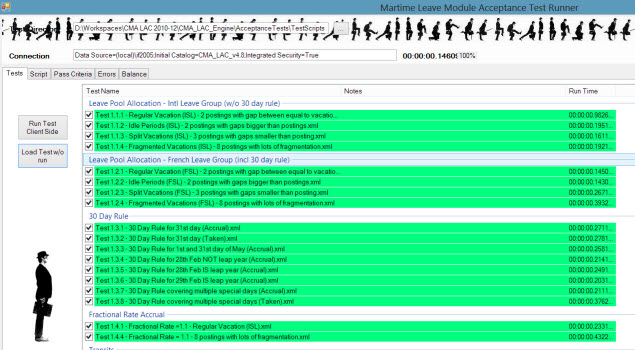 Martime Leave Module Acceptance Test Runner
D:\Workspaces\CMA LAC 2010-12\CMA_LAC_Engine\AcceptanceTests\TestScripts
...
Connection
Data Source=(local)\sf2005;Initial Catalog=CMA_LAC_v4.8;Integrated Security=True
00:00:00.1460 100%
Tests Script Pass Criteria Errors Balance
Test Name Notes Run Time
Leave Pool Allocation - Intl Leave Group (w/o 30 day rule)
Test 1.1.1 - Regular Vacation (ISL) - 2 postings with gap between equal to vacatio... 00:00:00.9826...
Test 1.1.2 - Idle Periods (ISL) - 2 postings with gaps bigger than postings.xml 00:00:00.1951...
Test 1.1.3 - Split Vacations (ISL) - 3 postings with gaps smaller than posting.xml 00:00:00.1611...
Test 1.1.4 - Fragmented Vacations (ISL) - 8 postings with lots of fragmentation.xml 00:00:00.1921...
Run Test Client Side
Load Test w/o run
Leave Pool Allocation - French Leave Group (incl 30 day rule)
Test 1.2.1 - Regular Vacation (FSL) - 2 postings with gap between equal to vacatio... 00:00:00.1450...
Test 1.2.2 - Idle Periods (FSL) - 2 postings with gaps bigger than postings.xml 00:00:00.1430...
Test 1.2.3 - Split Vacations (FSL) - 3 postings with gaps smaller than posting.xml 00:00:00.2671...
Test 1.2.4 - Fragmented Vacations (FSL) - 8 postings with lots of fragmentation.xml 00:00:00.3932...
30 Day Rule
Test 1.3.1 - 30 Day Rule for 31st day (Accrual).xml 00:00:00.2711...
Test 1.3.2 - 30 Day Rule for 31st day (Taken).xml 00:00:00.2781...
Test 1.3.3 - 30 Day Rule for 1st and 31st day of May (Accrual).xml 00:00:00.2581...
Test 1.3.4 - 30 Day Rule for 28th Feb NOT leap year (Accrual).xml 00:00:00.2141...
Test 1.3.5 - 30 Day Rule for 28th Feb IS leap year (Accrual).xml 00:00:00.2491...
Test 1.3.6 - 30 Day Rule for 29th Feb IS leap year (Accrual).xml 00:00:00.2031...
Test 1.3.7 - 30 Day Rule covering multiple special days (Accrual).xml 00:00:00.2111...
Test 1.3.8 - 30 Day Rule covering multiple special days (Taken).xml 00:00:00.3762...
Fractional Rate Accrual
Test 1.4.1 - Fractional Rate =1.1 - Regular Vacation (ISL).xml 00:00:00.2331...
Test 1.4.4 - Fractional Rate = 1.1 - 8 postings with lots of fragmentation.xml 00:00:00.4322...